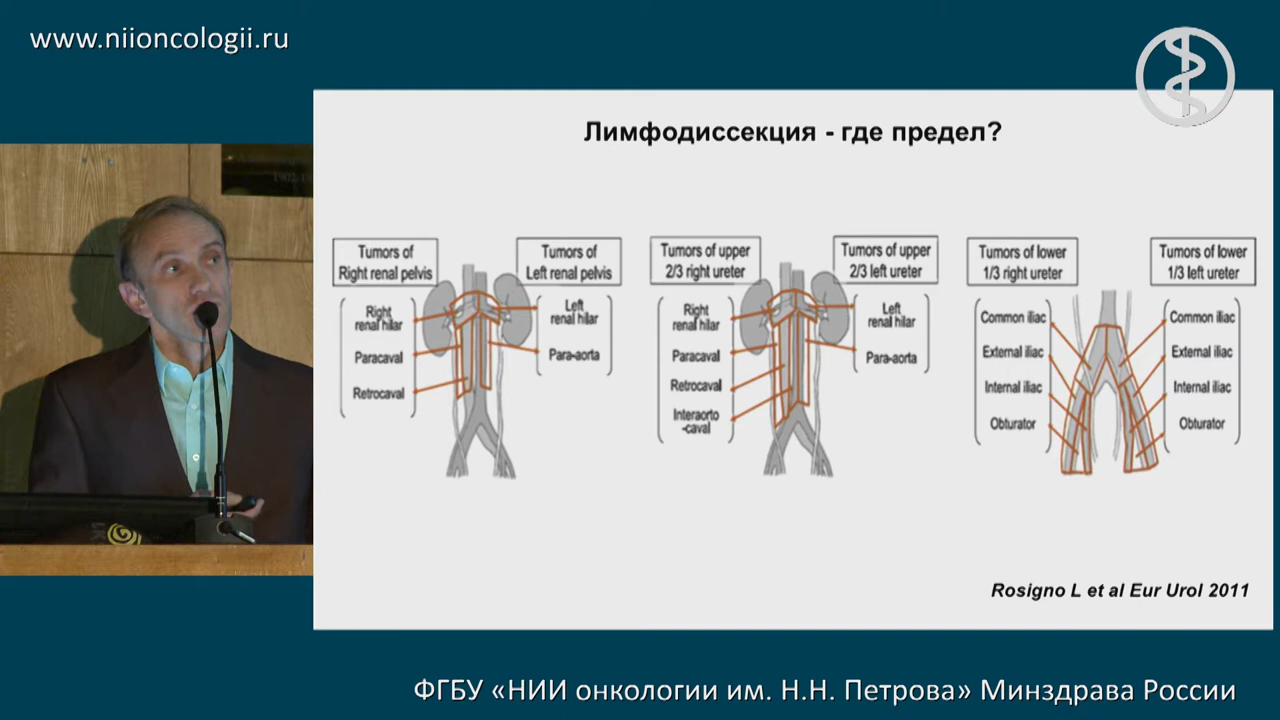 www.niioncologii.ru
Лимфодиссекция - где предел?
Tumors of
Right renal pelvis
Right
renal hilar
Paracaval
Retrocaval
Tumors of
Left renal pelvis
Left
renal hilar
Para-aorta
Tumors of upper
2/3 right ureter
Right
renal hilar
Paracaval
Retrocaval
Interaorto
-caval
Tumors of upper
2/3 left ureter
Left
renal hilar
Para-aorta
Tumors of lower
1/3 right ureter
Common iliac
External iliac
Internal iliac
Obturator
Tumors of lower
1/3 left ureter
Common iliac
External iliac
Internal iliac
Obturator
Rosigno L et al Eur Urol 2011
ФГБУ «НИИ онкологии им. Н.Н. Петрова» Минздрава России